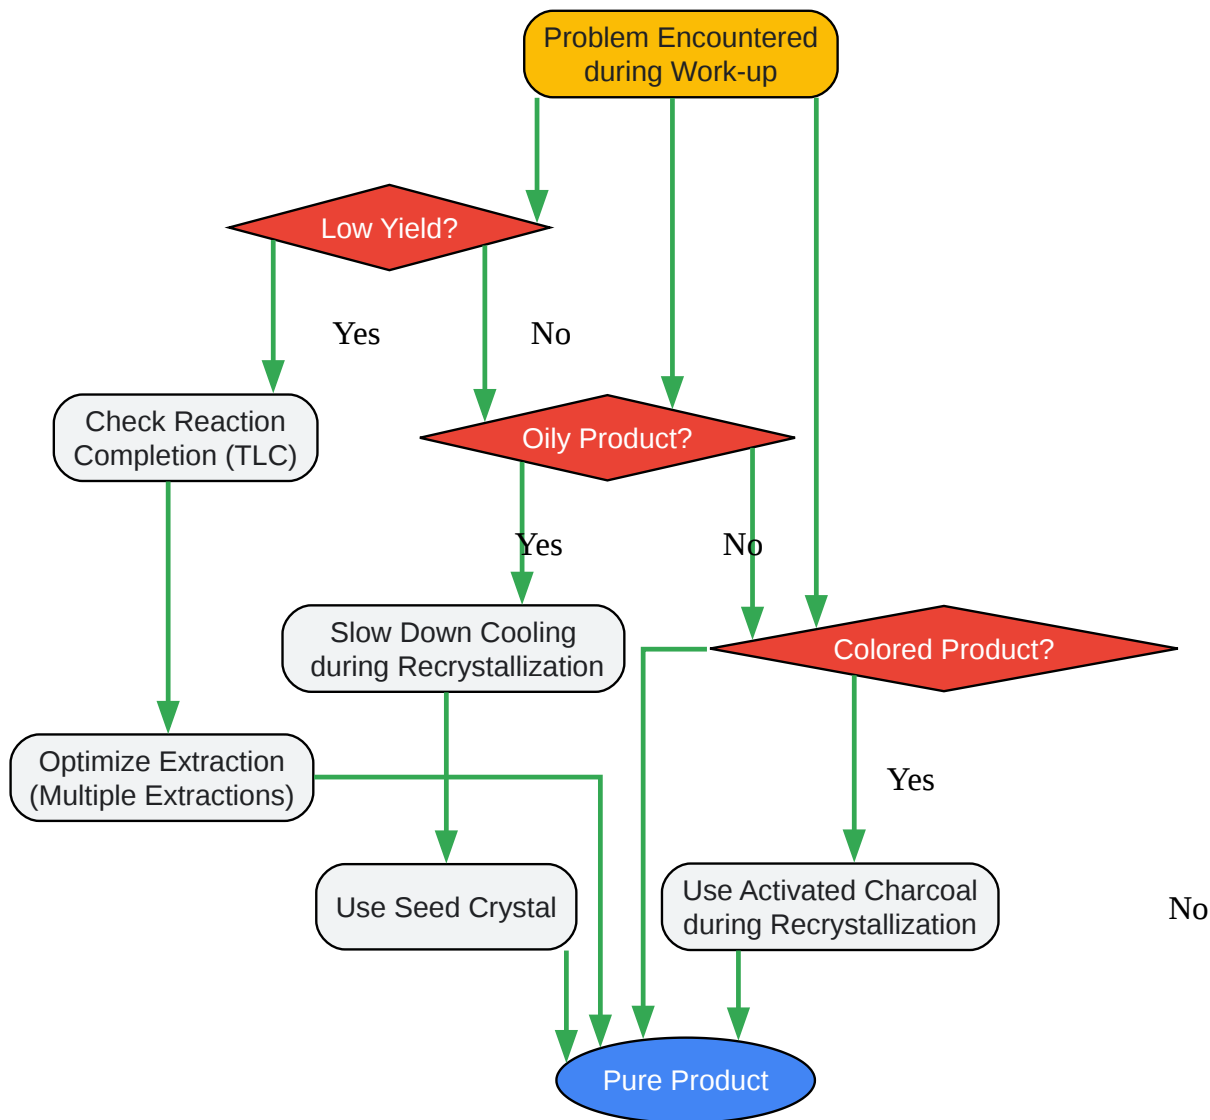 Problem Encountered
during Work-up
Low Yield?
Yes
No
Check Reaction
Completion (TLC)
Oily Product?
Yes
No
Slow Down Cooling
during Recrystallization
Colored Product?
Optimize Extraction
(Multiple Extractions)
Yes
Use Seed Crystal
Use Activated Charcoal
during Recrystallization
No
Pure Product